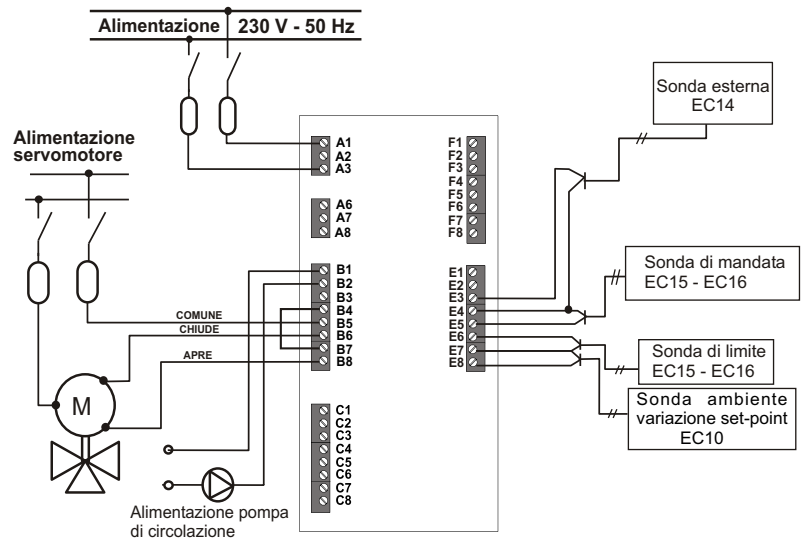 Alimentazione 230 V - 50 Hz
Alimentazione
servomotore
A1
A2
A3
A6
A7
A8
B1
B2
B3
B4
B5
B6
B7
B8
C1
C2
C3
C4
C5
C6
C7
C8
COMUNE
CHIUDE
APRE
M
Alimentazione pompa
di circolazione
F1
F2
F3
F4
F5
F6
F7
F8
E1
E2
E3
E4
E5
E6
E7
E8
Sonda esterna
EC14
Sonda di mandata
EC15 - EC16
Sonda di limite
EC15 - EC16
Sonda ambiente
variazione set-point
EC10